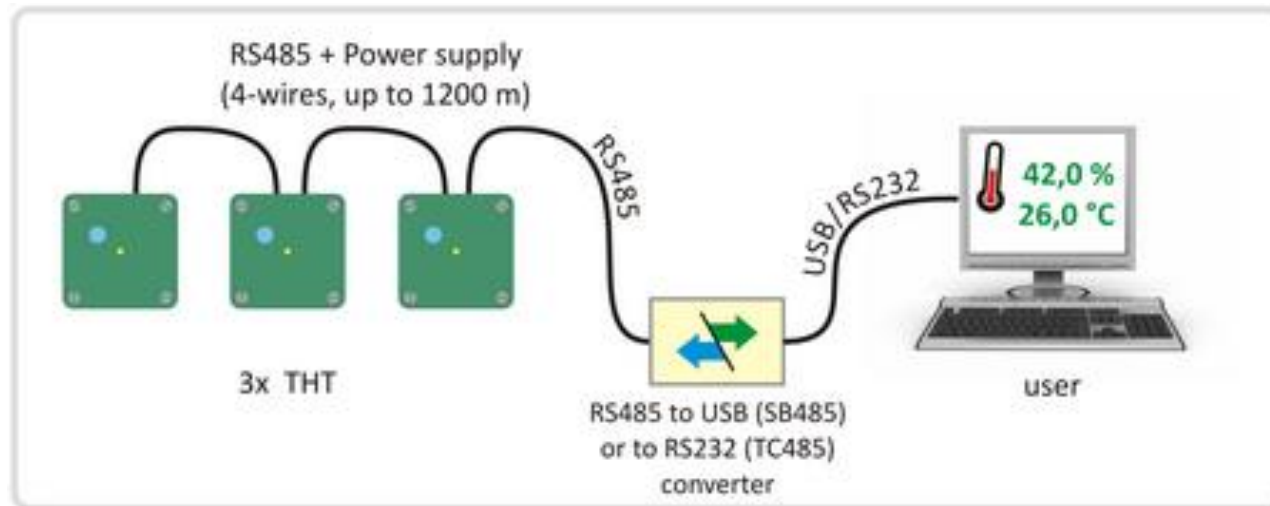 RS485 + Power supply
(4-wires, up to 1200 m)
RS485
USB/RS232
42,0 %
26,0 °C
3x THT
user
RS485 to USB (SB485)
or to RS232 (TC485)
converter